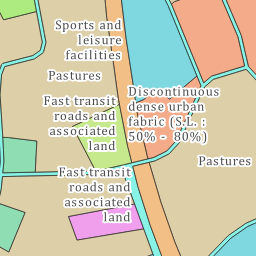 Sports and
leisure
facilities
Pastures
Discontinuous
dense urban
fabric (S.L. :
50% - 80%)
Fast transit
roads and
associated
land
Pastures
Fast transit
roads and
associated
land